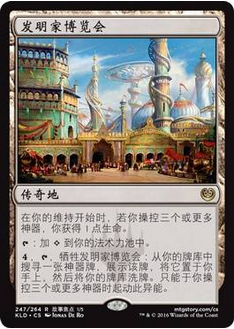 发明家博览会
传奇地
在你的维持开始时，若你操控三个或更多
神器，你获得1点生命。
：加 到你的法术力池中。
4， ，牺牲发明家博览会：从你的牌库中
搜寻一张神器牌，展示该牌，将它置于你
手上，然后将你的牌库洗牌。只能于你操
控三个或更多神器时起动此异能。
247/264 R 故事焦点 1/5
mtgstory.com/cs
KLD • CS Jonas De Ro
™ & © 2016 Wizards of the Coast